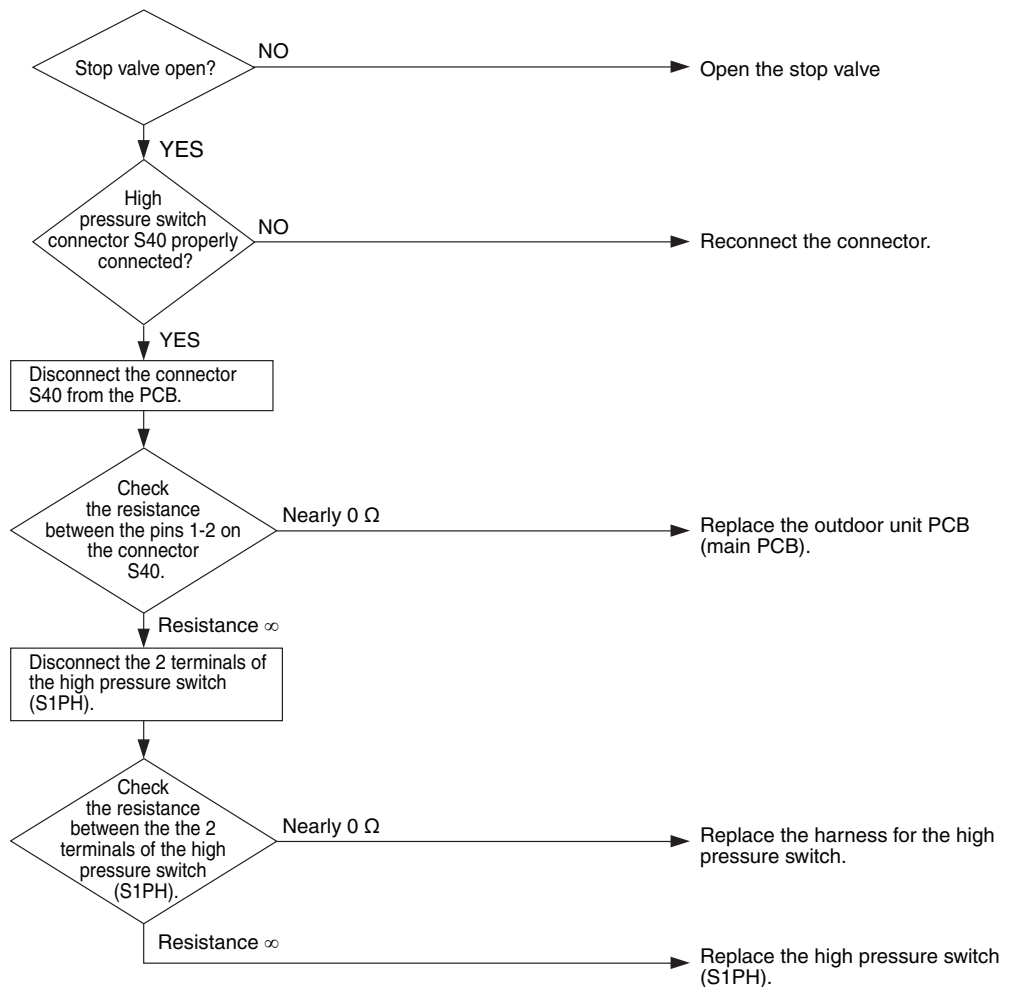 Stop valve open?
NO
Open the stop valve
YES
High
pressure switch
connector S40 properly
connected?
NO
Reconnect the connector.
YES
Disconnect the connector
S40 from the PCB.
Check
the resistance
between the pins 1-2 on
the connector
S40.
Nearly 0 Ω
Replace the outdoor unit PCB
(main PCB).
Resistance ∞
Disconnect the 2 terminals of
the high pressure switch
(S1PH).
Check
the resistance
between the the 2
terminals of the high
pressure switch
(S1PH).
Nearly 0 Ω
Replace the harness for the high
pressure switch.
Resistance ∞
Replace the high pressure switch
(S1PH).